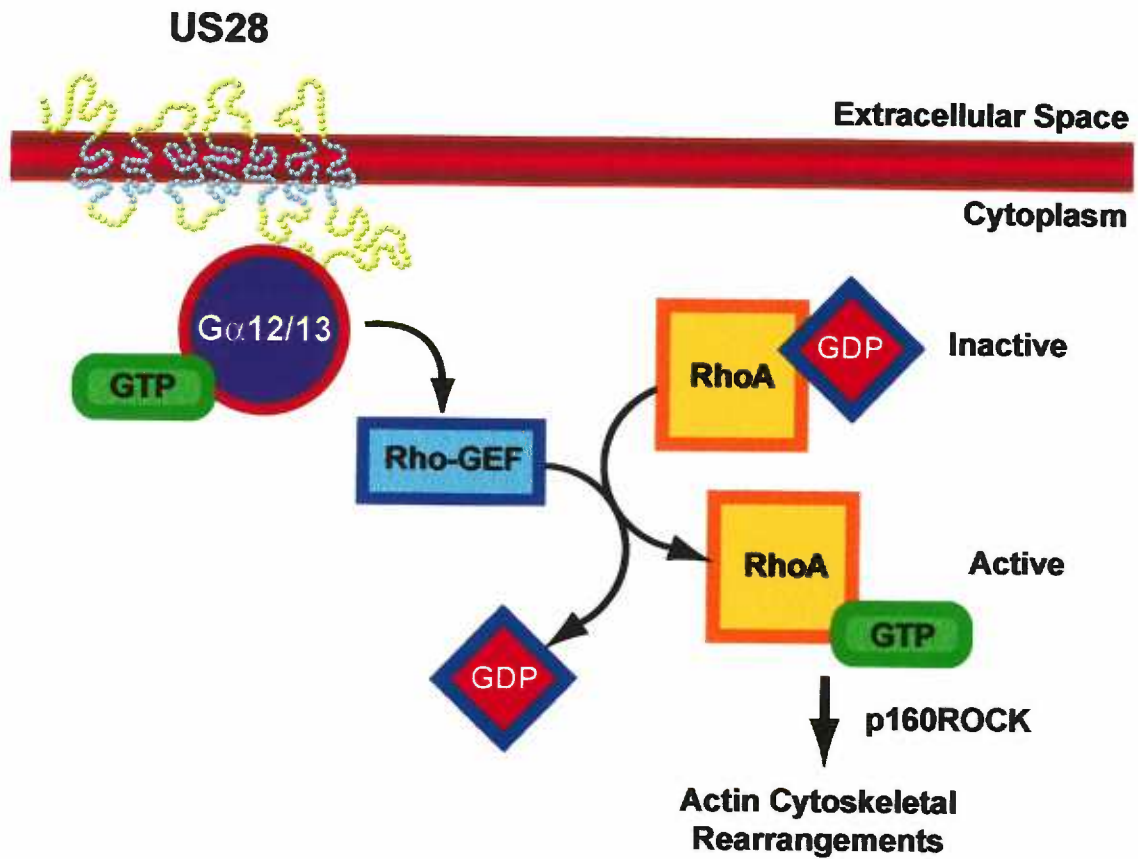 US28
Extracellular Space
Cytoplasm
Gα12/13
GTP
RhoA
GDP
Inactive
Rho-GEF
RhoA
Active
GTP
GDP
p160ROCK
Actin Cytoskeletal
Rearrangements